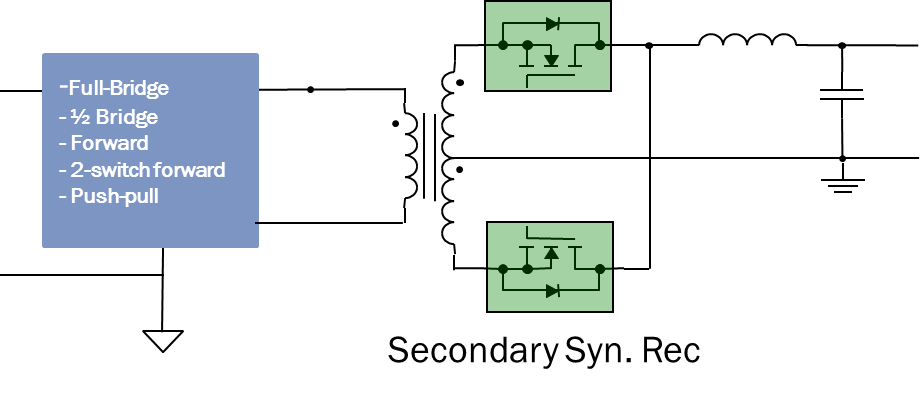 -Full-Bridge
- ½ Bridge
- Forward
- 2-switch forward
- Push-pull
Secondary Syn. Rec